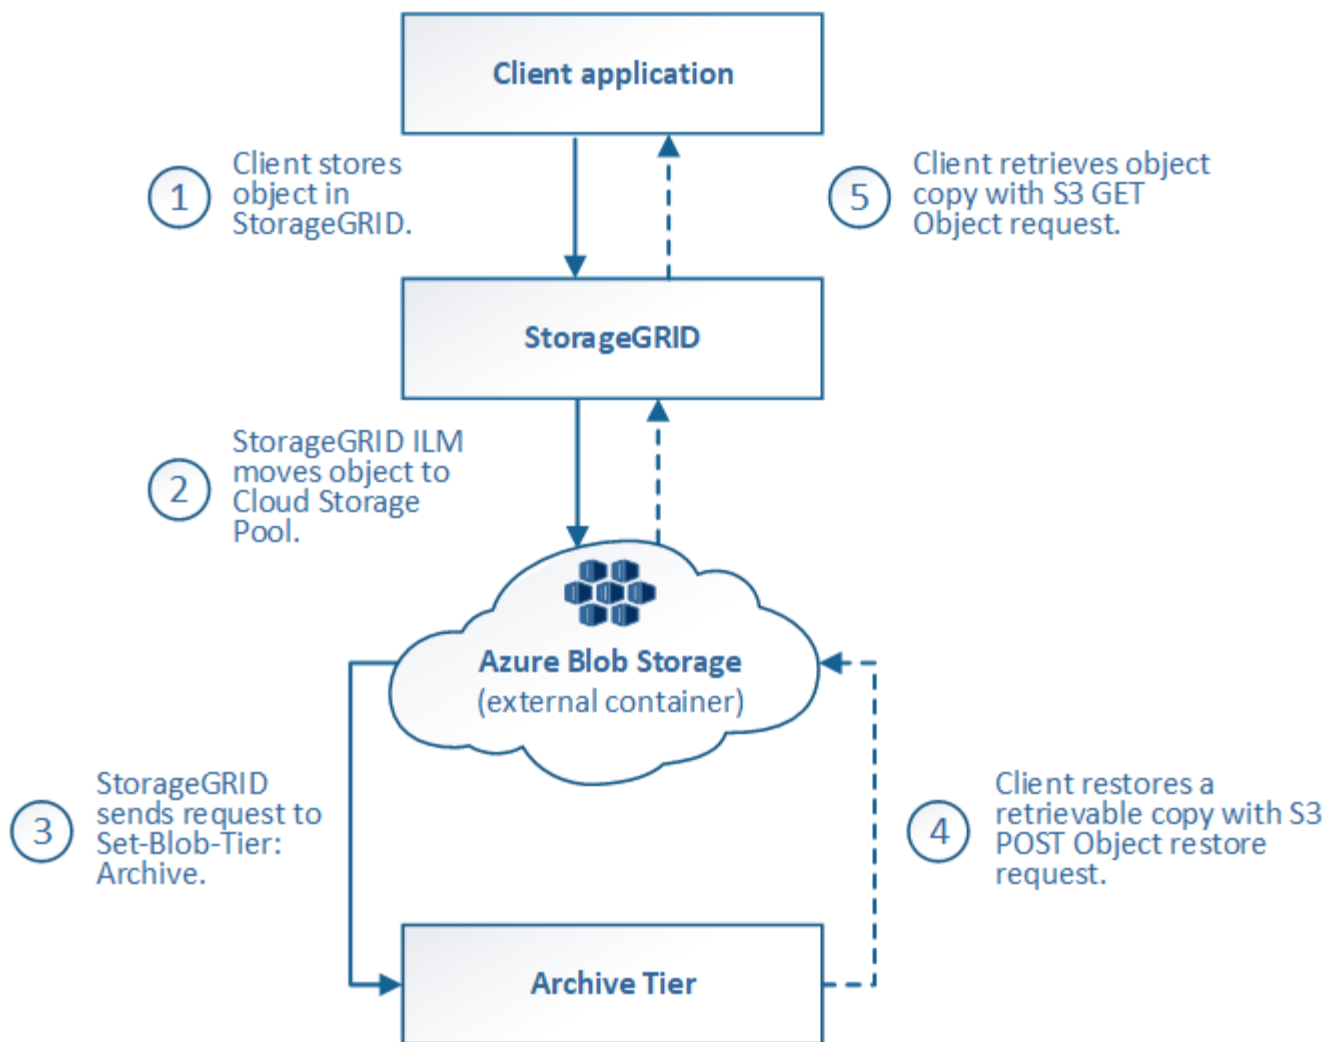 Client application
1
Client stores
object in
StorageGRID.
5
Client retrieves object
copy with S3 GET
Object request.
StorageGRID
2
StorageGRID ILM
moves object to
Cloud Storage
Pool.
Azure Blob Storage
(external container)
3
StorageGRID
sends request to
Set-Blob-Tier:
Archive.
4
Client restores a
retrievable copy with S3
POST Object restore
request.
Archive Tier